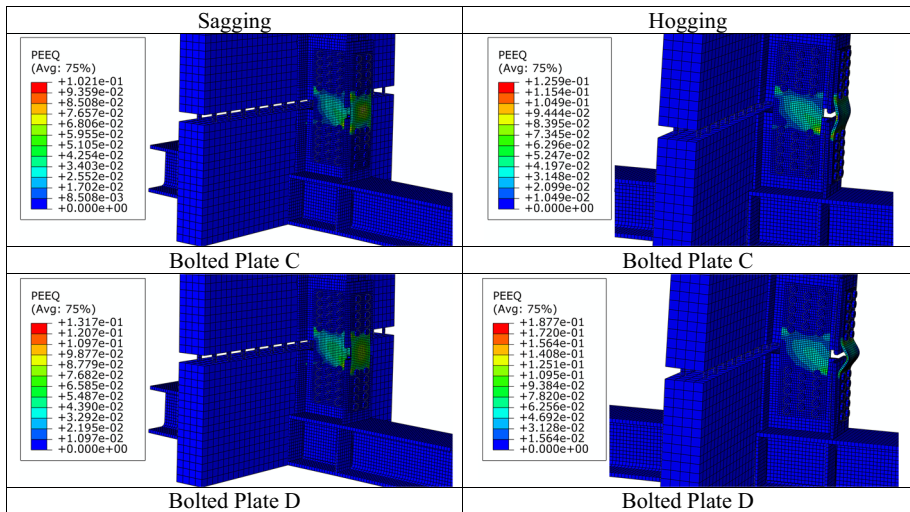 Sagging
Hogging
PEEQ
(Avg: 75%)
+1.021e-01
+9.359e-02
+8.508e-02
+7.657e-02
+6.806e-02
+5.955e-02
+5.105e-02
+4.254e-02
+3.403e-02
+2.552e-02
+1.702e-02
+8.508e-03
+0.000e+00
PEEQ
(Avg: 75%)
+1.259e-01
+1.154e-01
+1.049e-01
+9.444e-02
+8.395e-02
+7.345e-02
+6.296e-02
+5.247e-02
+4.197e-02
+3.148e-02
+2.099e-02
+1.049e-02
+0.000e+00
Bolted Plate C
Bolted Plate C
PEEQ
(Avg: 75%)
+1.317e-01
+1.207e-01
+1.097e-01
+9.877e-02
+8.779e-02
+7.682e-02
+6.585e-02
+5.487e-02
+4.390e-02
+3.292e-02
+2.195e-02
+1.097e-02
+0.000e+00
PEEQ
(Avg: 75%)
+1.877e-01
+1.720e-01
+1.564e-01
+1.408e-01
+1.251e-01
+1.095e-01
+9.384e-02
+7.820e-02
+6.256e-02
+4.692e-02
+3.128e-02
+1.564e-02
+0.000e+00
Bolted Plate D
Bolted Plate D